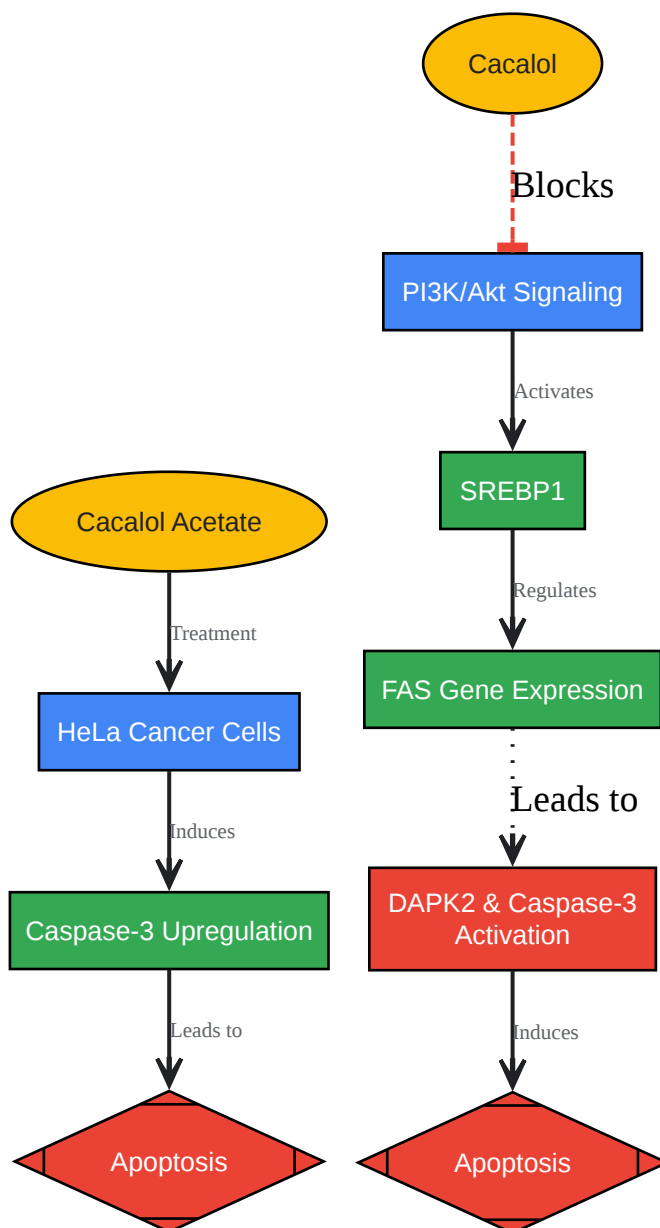 Cacalol
Blocks
PI3K/Akt Signaling
Activates
SREBP1
Cacalol Acetate
Regulates
Treatment
FAS Gene Expression
HeLa Cancer Cells
Leads to
Induces
DAPK2 & Caspase-3
Activation
Caspase-3 Upregulation
Leads to
Induces
Apoptosis
Apoptosis